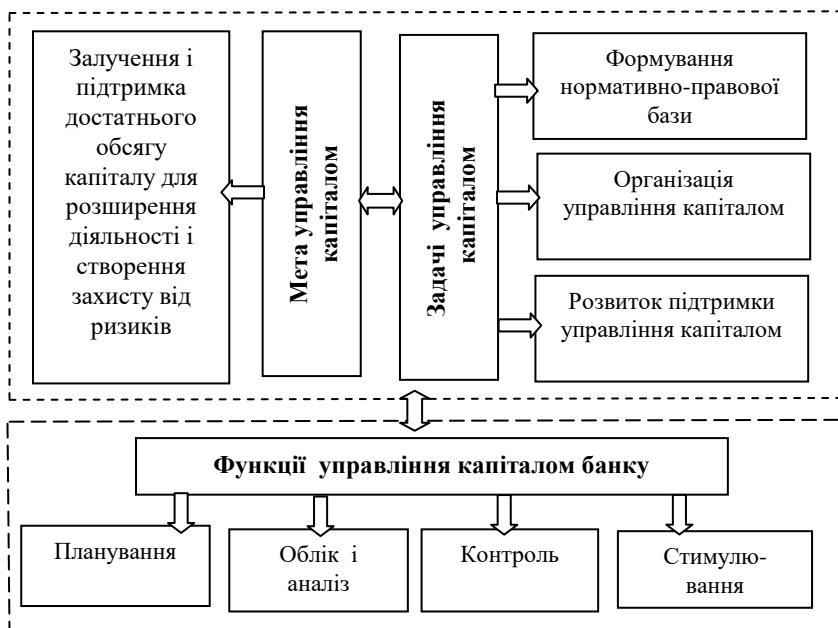 Залучення і
підтримка
достатнього
обсягу
капіталу для
розширення
діяльності і
створення
захисту від
ризиків
Мета управління
капіталом
Задачі управління
капіталом
Формування
нормативно-правової
бази
Організація
управління капіталом
Розвиток підтримки
управління капіталом
Функції управління капіталом банку
Планування
Облік і
аналіз
Контроль
Стимулю-
вання